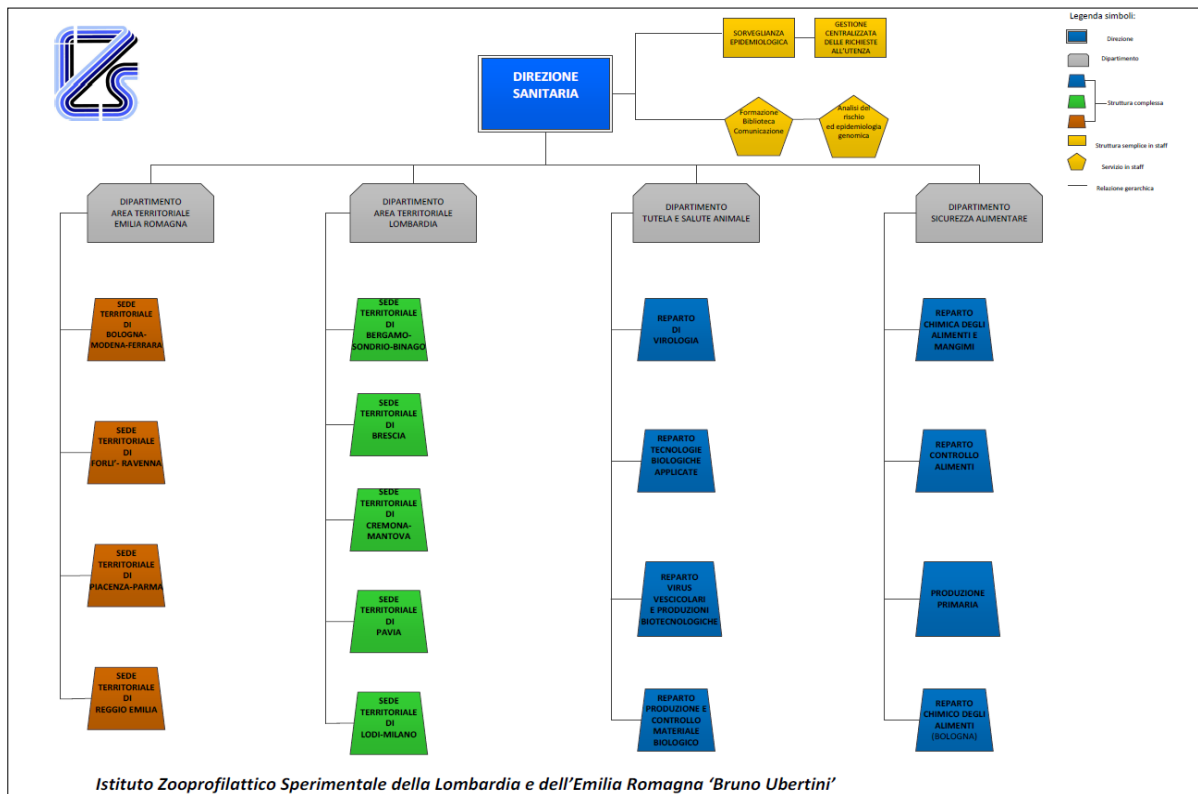 Legenda simboli:
Direzione
Dipartimento
Struttura complessa
Struttura semplice in staff
Servizio in staff
Relazione gerarchica
SORVEGLIANZA
EPIDEMIOLOGICA
GESTIONE
CENTRALIZZATA
DELLE RICHIESTE
ALL'UTENZA
DIREZIONE
SANITARIA
Formazione
Biblioteca
Comunicazione
Analisi del
rischio
ed epidemiologia
genomica
DIPARTIMENTO
AREA TERRITORIALE
EMILIA ROMAGNA
SEDE
TERRITORIALE
DI
BOLOGNA-
MODENA-FERRARA
SEDE
TERRITORIALE
DI
FORLI'- RAVENNA
SEDE
TERRITORIALE
DI
PIACENZA-PARMA
SEDE
TERRITORIALE
DI
REGGIO EMILIA
DIPARTIMENTO
AREA TERRITORIALE
LOMBARDIA
SEDE
TERRITORIALE
DI
BERGAMO-
SONDRIO-BINAGO
SEDE
TERRITORIALE
DI
BRESCIA
SEDE
TERRITORIALE
DI
CREMONA-
MANTOVA
SEDE
TERRITORIALE
DI
PAVIA
SEDE
TERRITORIALE
DI
LODI-MILANO
DIPARTIMENTO
TUTELA E SALUTE ANIMALE
REPARTO
DI
VIROLOGIA
REPARTO
TECNOLOGIE
BIOLOGICHE
APPLICATE
REPARTO
VIRUS
VESCICOLARI
E PRODUZIONI
BIOTECNOLOGICHE
REPARTO
PRODUZIONE E
CONTROLLO
MATERIALE
BIOLOGICO
DIPARTIMENTO
SICUREZZA ALIMENTARE
REPARTO
CHIMICA DEGLI
ALIMENTI E
MANGIMI
REPARTO
CONTROLLO
ALIMENTI
PRODUZIONE
PRIMARIA
REPARTO
CHIMICO DEGLI
ALIMENTI
(BOLOGNA)
Istituto Zooprofilattico Sperimentale della Lombardia e dell'Emilia Romagna 'Bruno Ubertini'